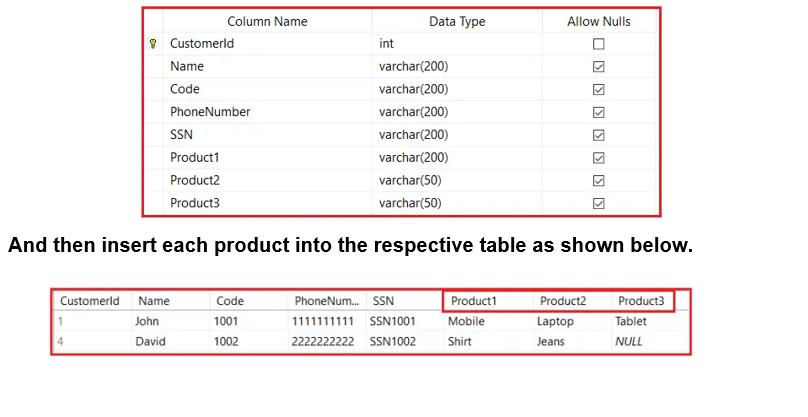 Column Name Data Type Allow Nulls
CustomerId int
Name varchar(200)
Code varchar(200)
PhoneNumber varchar(200)
SSN varchar(200)
Product1 varchar(200)
Product2 varchar(50)
Product3 varchar(50)
And then insert each product into the respective table as shown below.
CustomerId Name Code PhoneNum... SSN Product1 Product2 Product3
1 John 1001 1111111111 SSN1001 Mobile Laptop Tablet
4 David 1002 2222222222 SSN1002 Shirt Jeans NULL